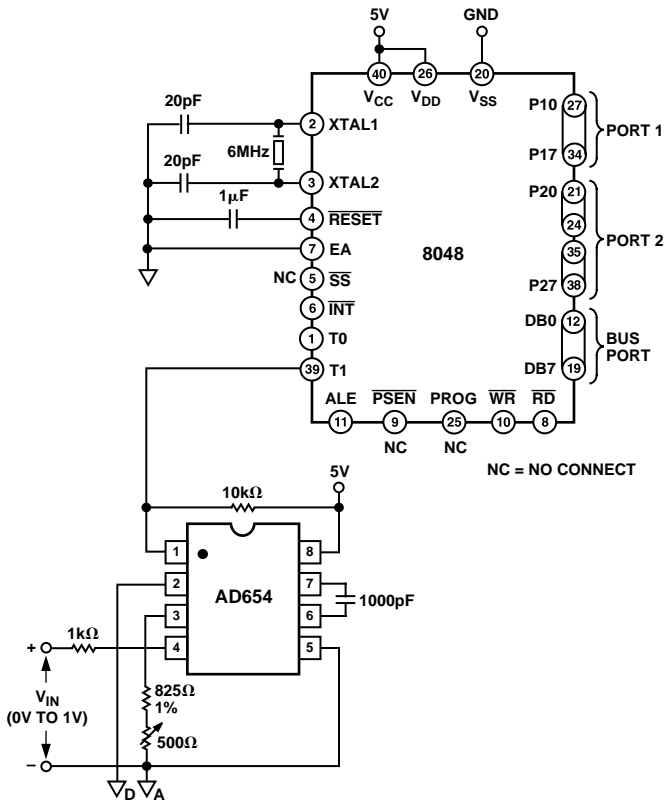 5V
GND
40
26
20
VCC
VDD
VSS
20pF
2
XTAL1
6MHz
20pF
3
XTAL2
1μF
4
RESET
7
EA
NC
5
SS
6
INT
1
T0
39
T1
8048
P10
27
PORT 1
P17
34
P20
21
24
PORT 2
35
P27
38
DB0
12
BUS
PORT
DB7
19
ALE
PSEN
PROG
WR
RD
11
9
25
10
8
NC
NC
NC = NO CONNECT
5V
10kΩ
1
8
2
7
AD654
1000pF
3
6
1kΩ
4
5
+
VIN
(0V TO 1V)
–
825Ω
1%
500Ω
D
A